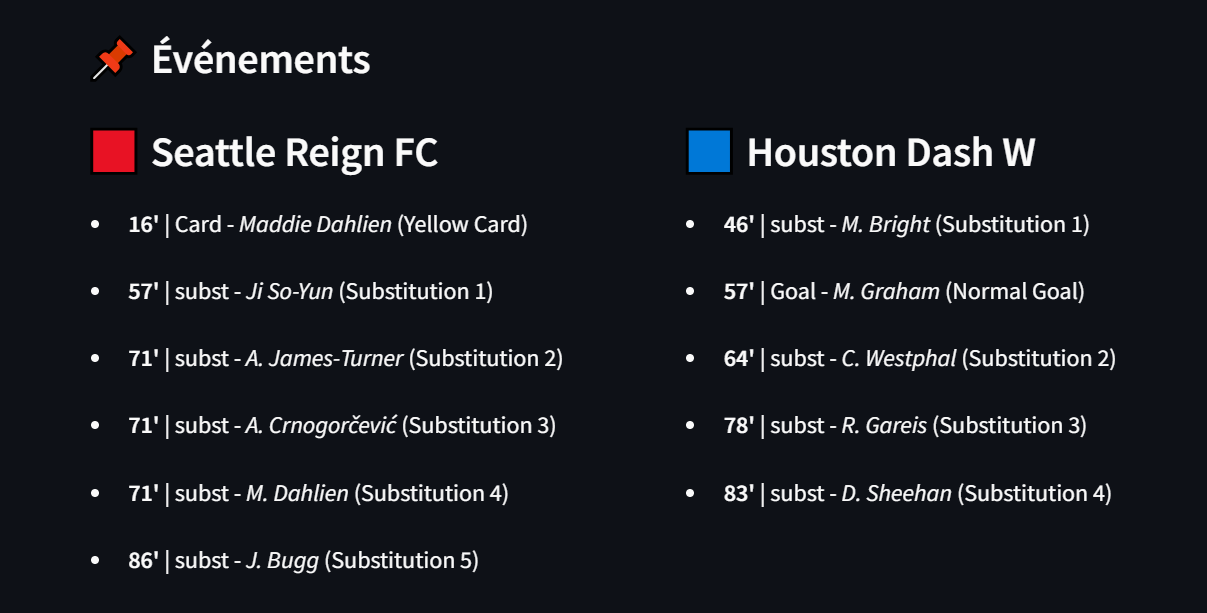 Événements
Seattle Reign FC
16' | Card - Maddie Dahlien (Yellow Card)
57' | subst - Ji So-Yun (Substitution 1)
71' | subst - A. James-Turner (Substitution 2)
71' | subst - A. Crnogorčević (Substitution 3)
71' | subst - M. Dahlien (Substitution 4)
86' | subst - J. Bugg (Substitution 5)
Houston Dash W
46' | subst - M. Bright (Substitution 1)
57' | Goal - M. Graham (Normal Goal)
64' | subst - C. Westphal (Substitution 2)
78' | subst - R. Gareis (Substitution 3)
83' | subst - D. Sheehan (Substitution 4)